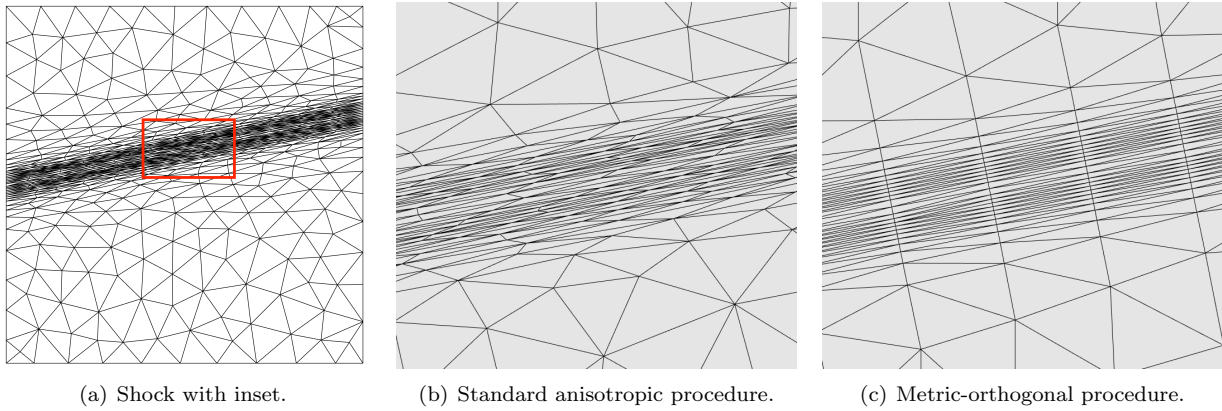 (a) Shock with inset.
(b) Standard anisotropic procedure.
(c) Metric-orthogonal procedure.